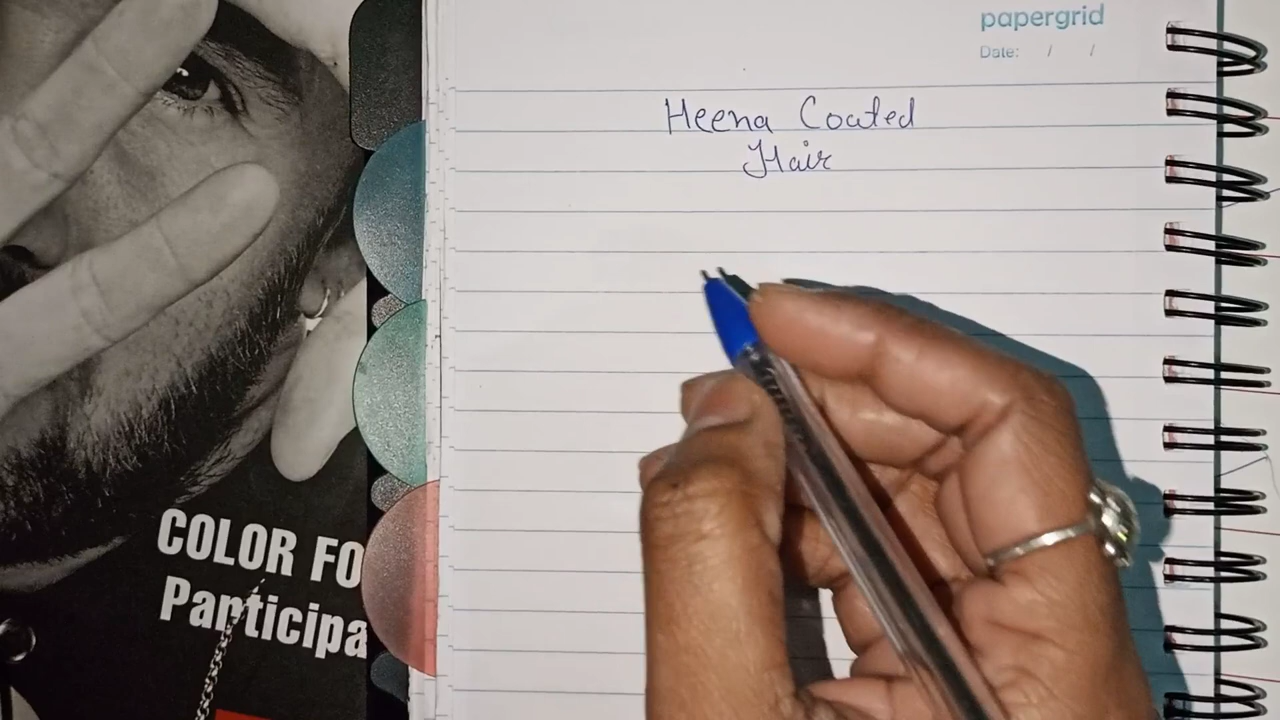 papergrid
Date: / /
Heena Coated
Hair
COLOR FO
Participa